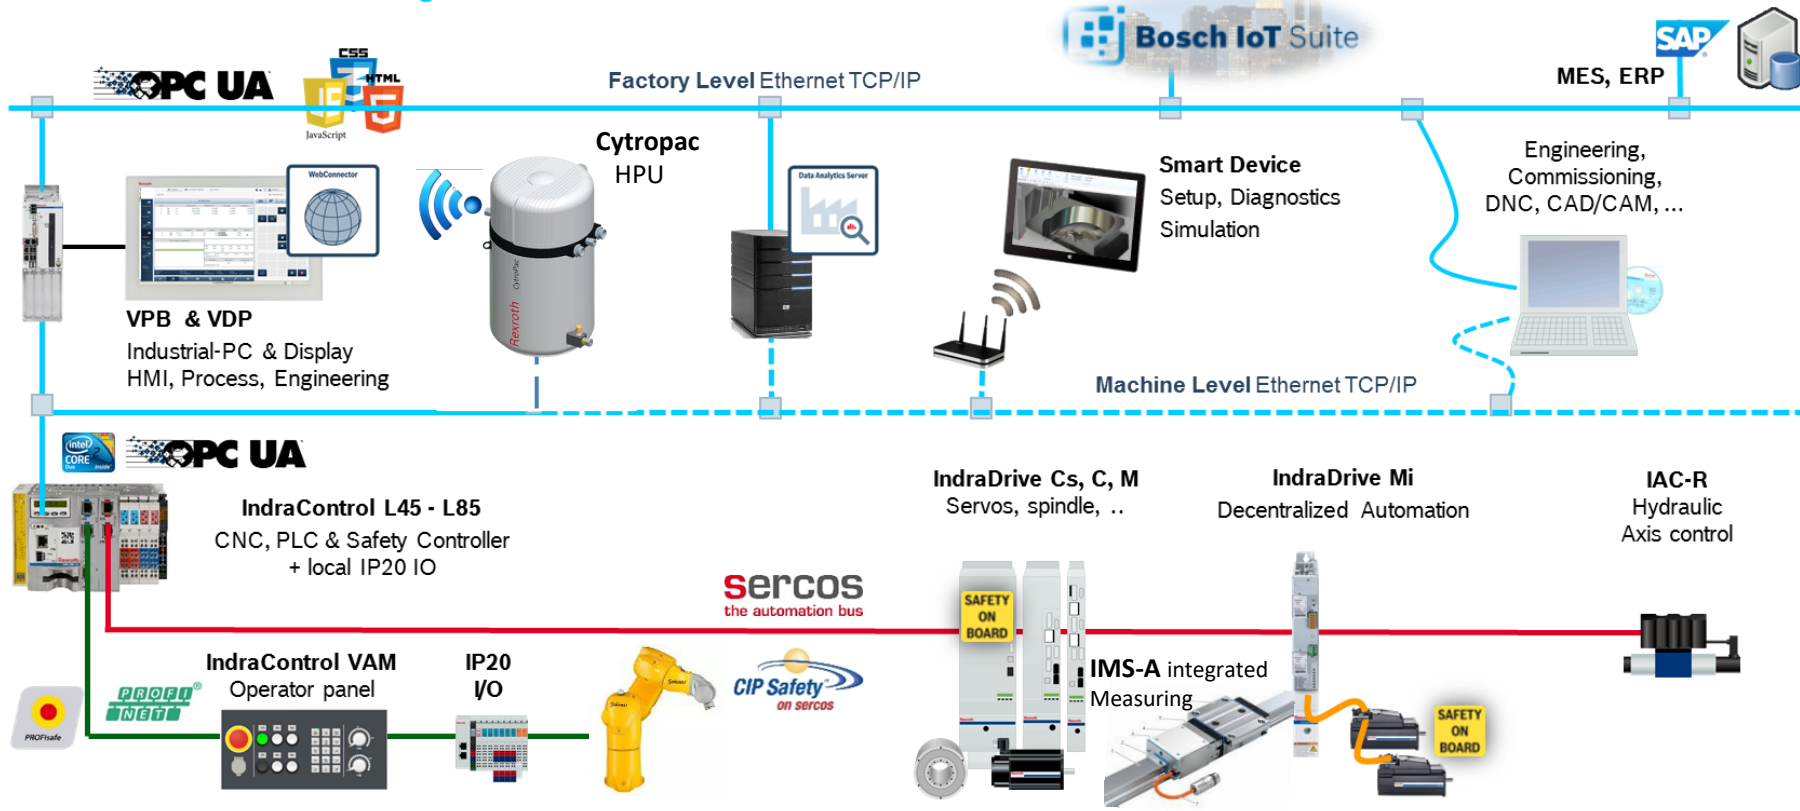 Bosch IoT Suite
SAP
CSS
HTML
JavaScript
OPC UA
Factory Level Ethernet TCP/IP
MES, ERP
Cytropac
HPU
WebConnector
Data Analytics Server
Smart Device
Setup, Diagnostics
Simulation
Engineering,
Commissioning,
DNC, CAD/CAM, ...
Rexroth
CytroPac
VPB & VDP
Industrial-PC & Display
HMI, Process, Engineering
Machine Level Ethernet TCP/IP
intel
CORE 2
Duo inside
OPC UA
IndraControl L45 - L85
CNC, PLC & Safety Controller
+ local IP20 IO
IndraDrive Cs, C, M
Servos, spindle, ..
IndraDrive Mi
Decentralized Automation
IAC-R
Hydraulic
Axis control
sercos
the automation bus
SAFETY
ON
BOARD
IndraControl VAM
Operator panel
IP20
I/O
CIP Safety
on sercos
IMS-A integrated
Measuring
PROFIsafe
PROFI
NET
SAFETY
ON
BOARD